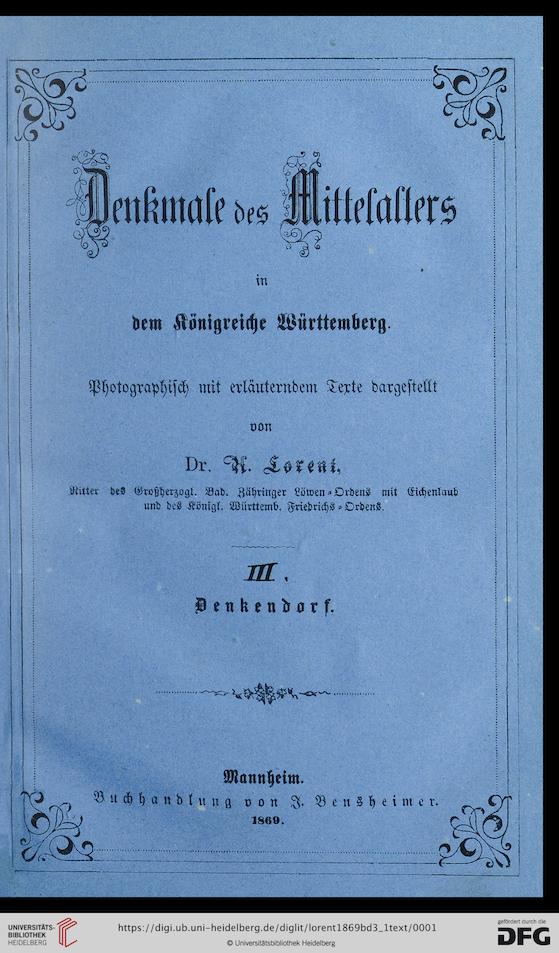 Denkmale des Mittelalters
in
dem Königreiche Württemberg.
Photographisch mit erläuterndem Texte dargestellt
von
Dr. A. Lorent,
Ritter des Großherzogl. Bad. Zähringer Löwen-Ordens mit Eichenlaub
und des Königl. Württemb. Friedrichs-Ordens.
III.
Denkendorf.
Mannheim.
Buchhandlung von J. Bensheimer.
1869.
UNIVERSITÄTS-
BIBLIOTHEK
HEIDELBERG
https://digi.ub.uni-heidelberg.de/diglit/lorent1869bd3_1text/0001
© Universitätsbibliothek Heidelberg
gefördert durch die
DFG